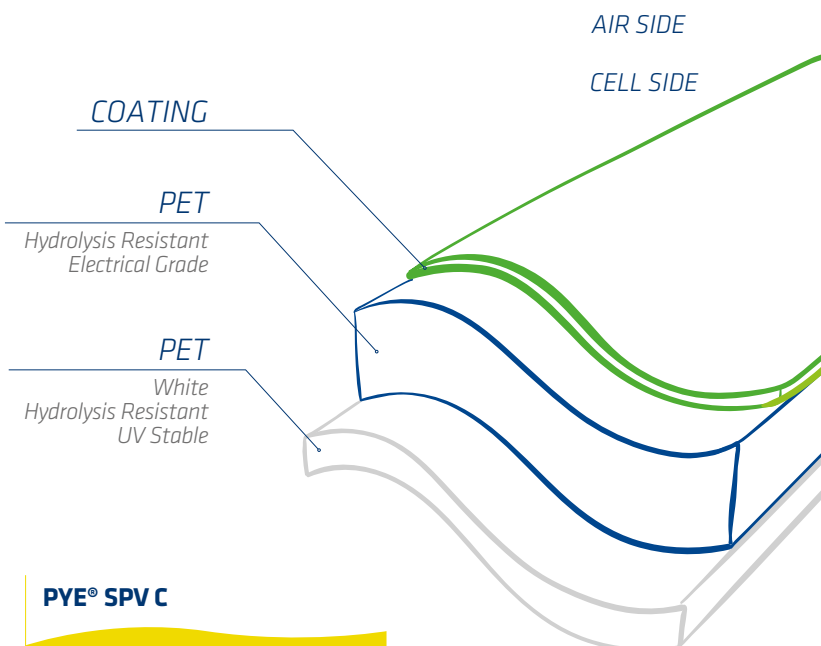 AIR SIDE
CELL SIDE
COATING
PET
Hydrolysis Resistant
Electrical Grade
PET
White
Hydrolysis Resistant
UV Stable
PYE® SPV C